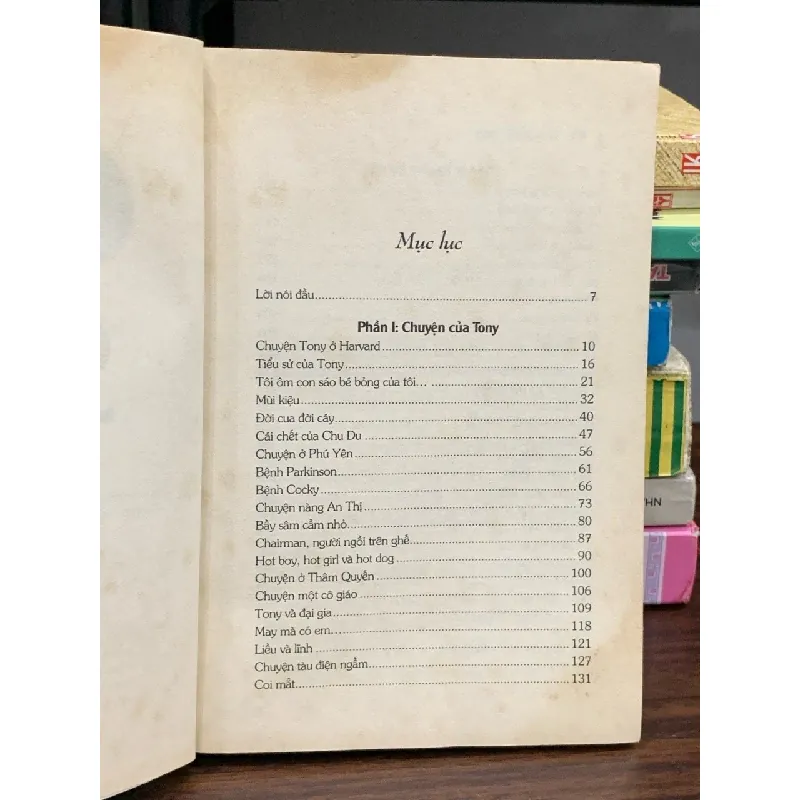 Mục lục
Lời nói đầu 7
Phần I: Chuyện của Tony
Chuyện Tony ở Harvard 10
Tiểu sử của Tony 16
Tôi ôm con sáo bé bỏng của tôi... 21
Mùi kiệu 32
Đời cua đời cáy 40
Cái chết của Chu Du 47
Chuyện ở Phú Yên 56
Bệnh Parkinson 61
Bệnh Cocky 66
Chuyện nàng An Thị 73
Bầy sâm cầm nhỏ 80
Chairman, người ngồi trên ghế 87
Hot boy, hot girl và hot dog 90
Chuyện ở Thâm Quyến 100
Chuyện một cô giáo 106
Tony và đại gia 109
May mà có em 118
Liều và lĩnh 121
Chuyện tàu điện ngầm 127
Coi mắt 131
THN